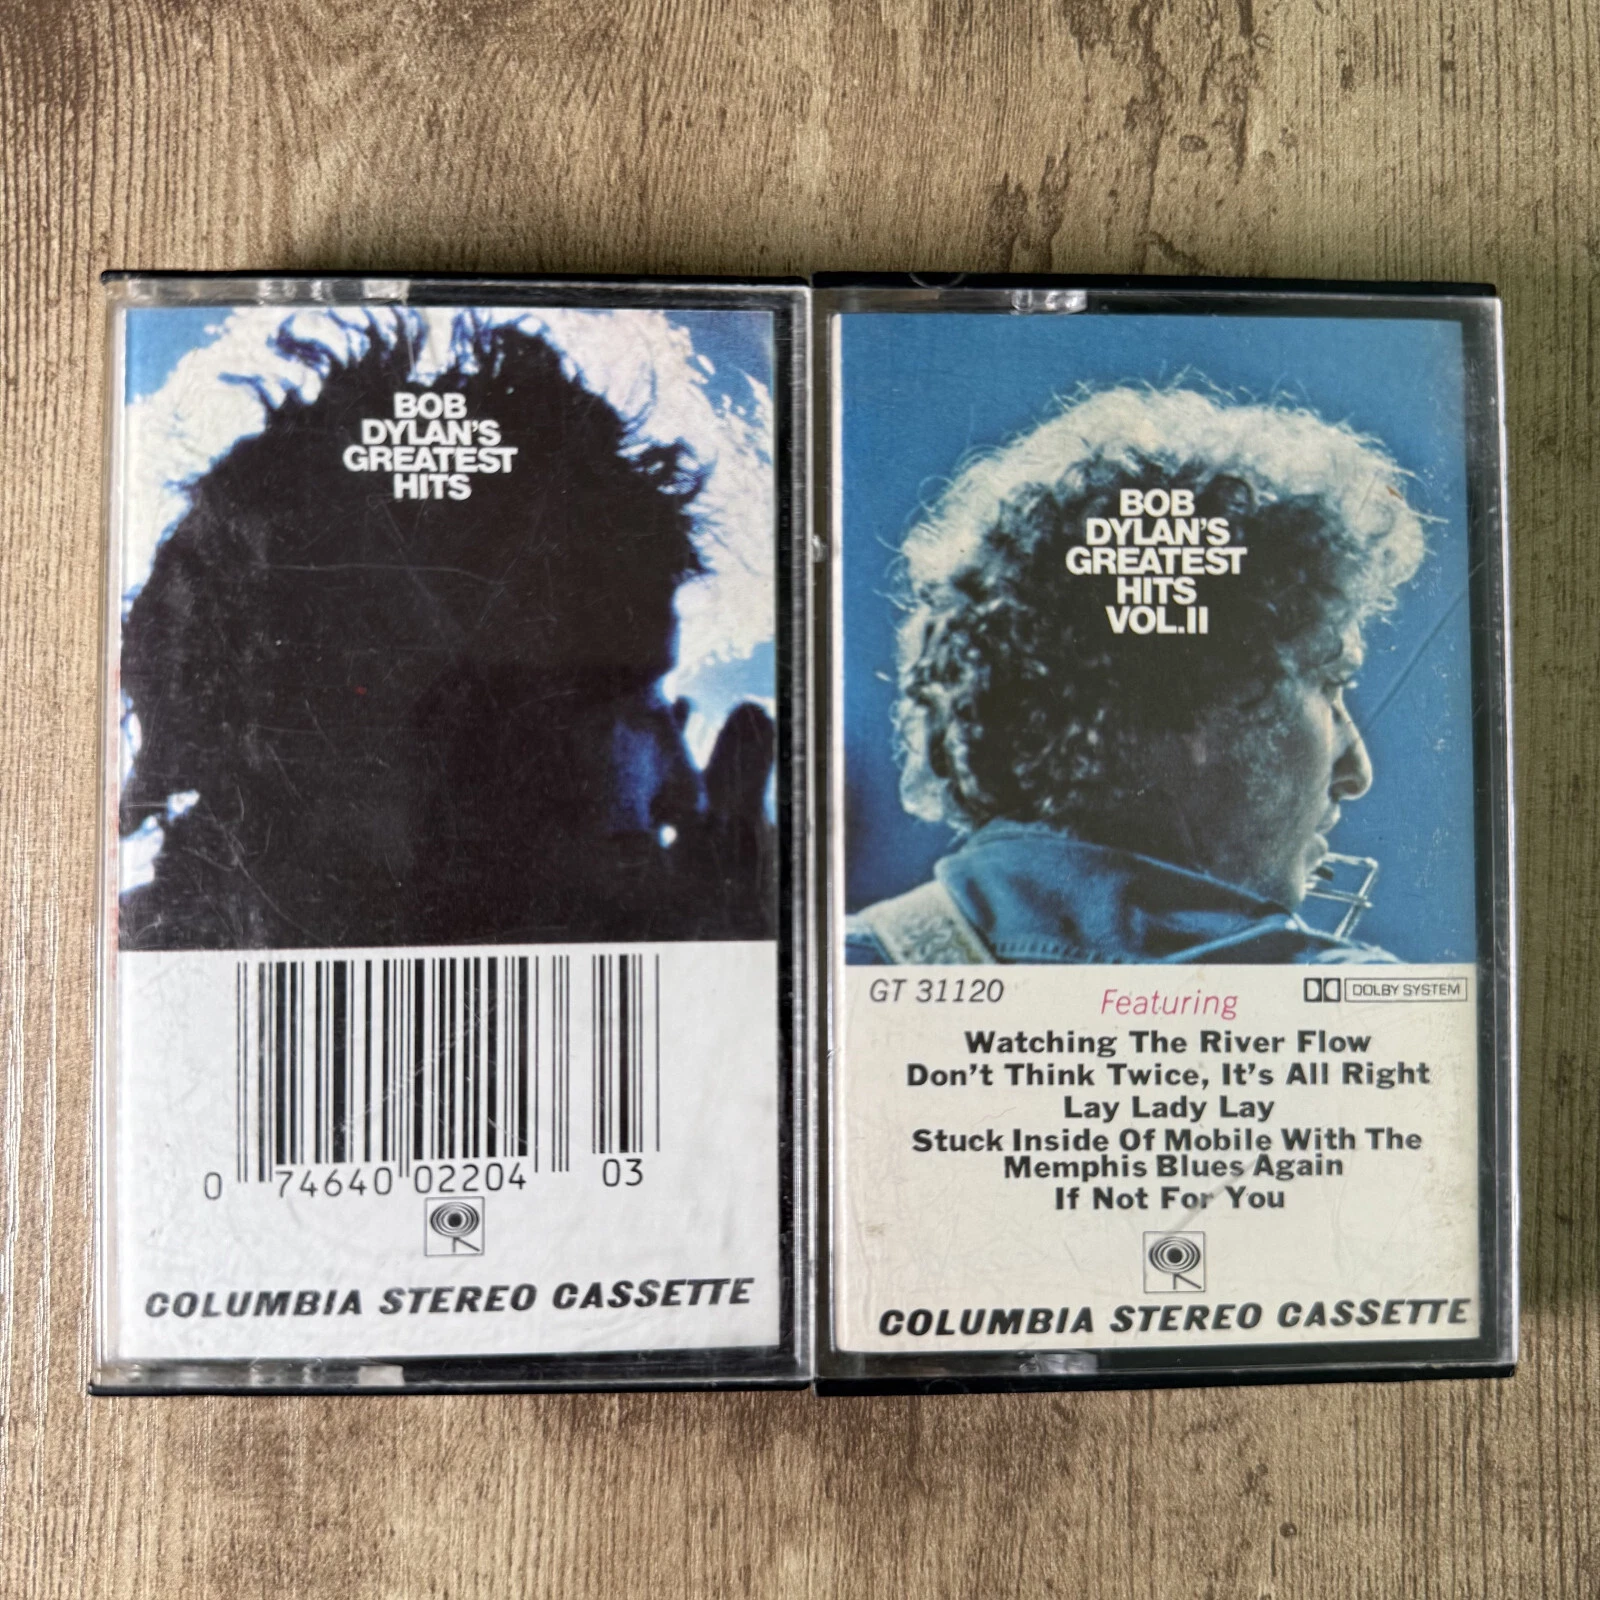 BOB
DYLAN'S
GREATEST
HITS
0 74640 02204 03
COLUMBIA STEREO CASSETTE
BOB
DYLAN'S
GREATEST
HITS
VOL.II
GT 31120
Featuring
DOLBY SYSTEM
Watching The River Flow
Don't Think Twice, It's All Right
Lay Lady Lay
Stuck Inside Of Mobile With The
Memphis Blues Again
If Not For You
COLUMBIA STEREO CASSETTE